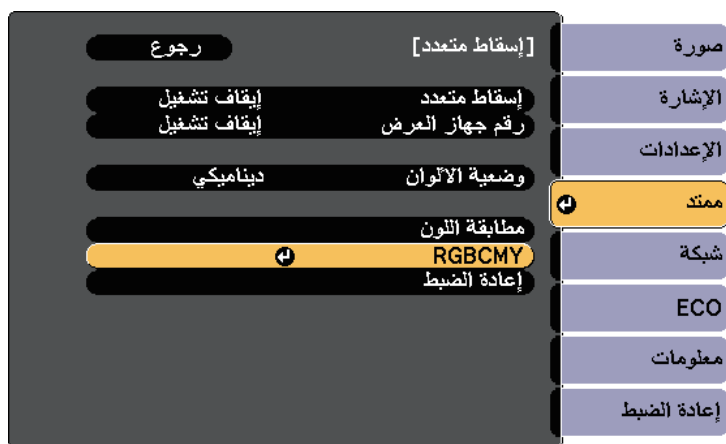 صورة
الإشارة
الإعدادات
ممتد
شبكة
ECO
معلومات
إعادة الضبط
[إسقاط متعدد] رجوع
إسقاط متعدد إيقاف تشغيل
رقم جهاز العرض إيقاف تشغيل
وضعية الألوان ديناميكي
مطابقة اللون
RGBCMY
إعادة الضبط